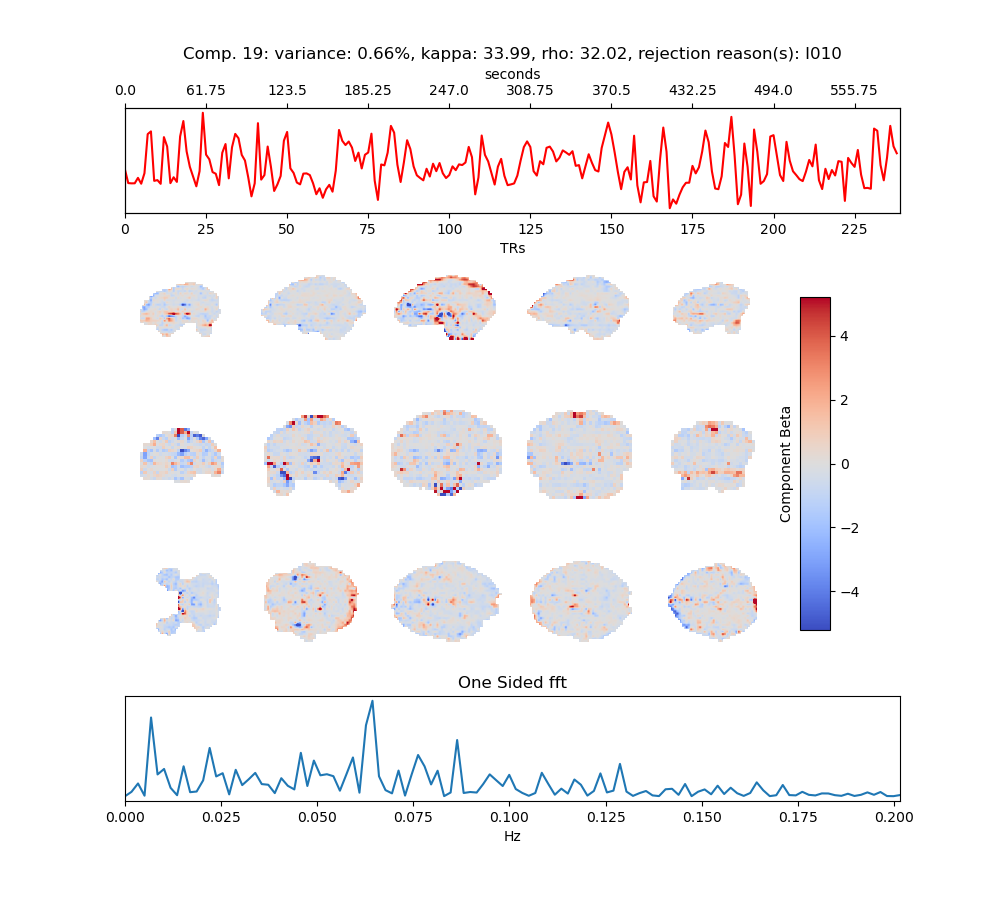 Comp. 19: variance: 0.66%, kappa: 33.99, rho: 32.02, rejection reason(s): I010
seconds
0.0 61.75 123.5 185.25 247.0 308.75 370.5 432.25 494.0 555.75
0 25 50 75 100 125 150 175 200 225
TRs
4
2
0
−2
−4
Component Beta
One Sided fft
0.000 0.025 0.050 0.075 0.100 0.125 0.150 0.175 0.200
Hz